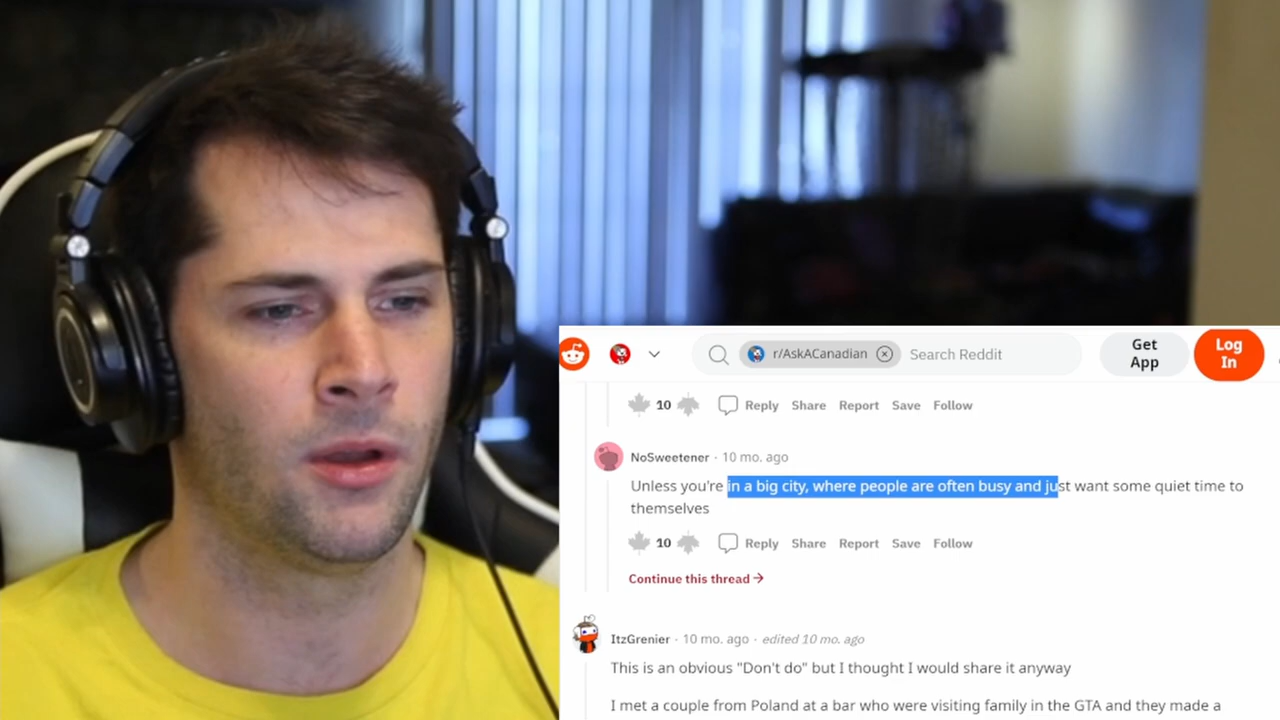 r/AskACanadian
Search Reddit
Get App
Log In
10 Reply Share Report Save Follow
NoSweetener · 10 mo. ago
Unless you're in a big city, where people are often busy and just want some quiet time to
themselves
10 Reply Share Report Save Follow
Continue this thread →
ItzGrenier · 10 mo. ago · edited 10 mo. ago
This is an obvious "Don't do" but I thought I would share it anyway
I met a couple from Poland at a bar who were visiting family in the GTA and they made a